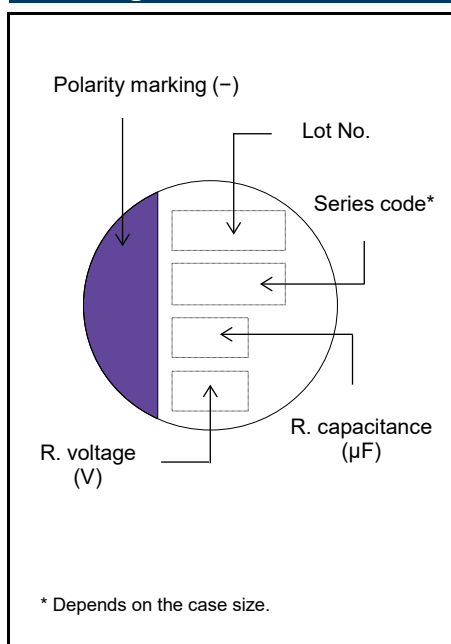 Polarity marking (−)
Lot No.
Series code*
R. capacitance
(μF)
R. voltage
(V)
* Depends on the case size.